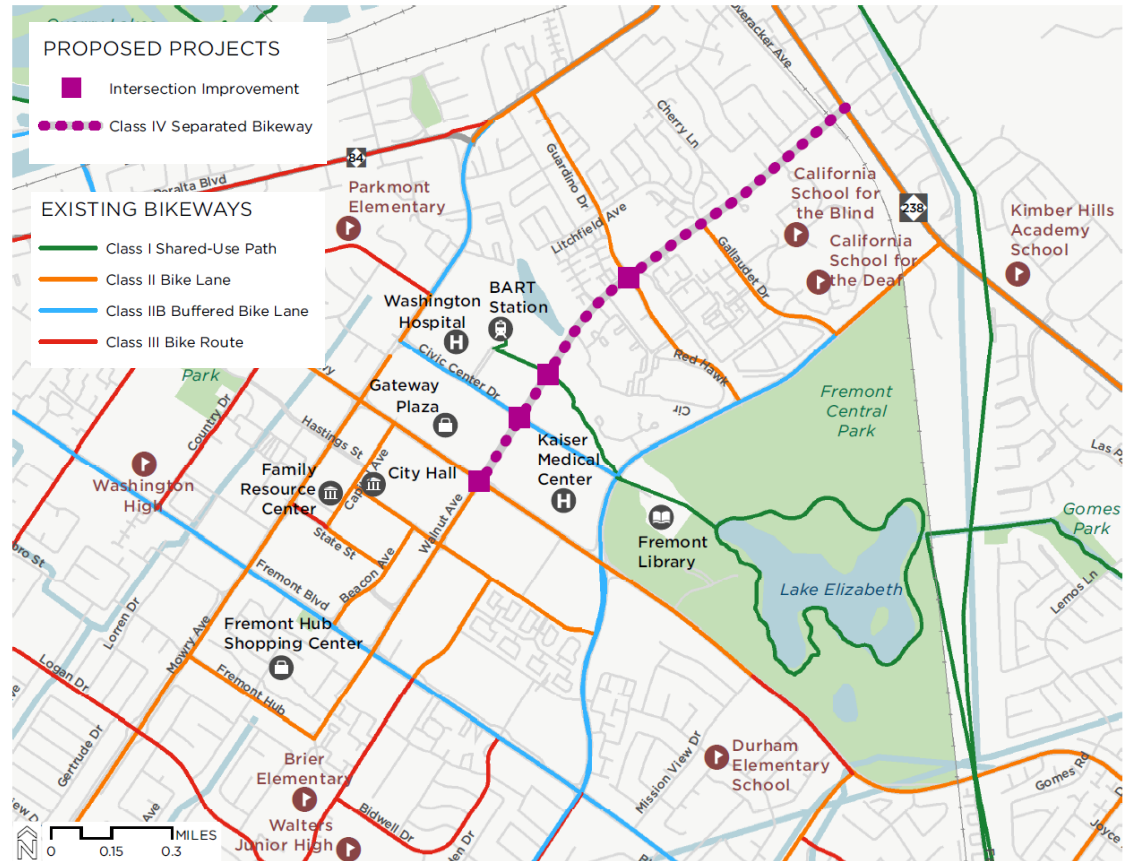 PROPOSED PROJECTS
Intersection Improvement
Class IV Separated Bikeway
EXISTING BIKEWAYS
Class I Shared-Use Path
Class II Bike Lane
Class IIB Buffered Bike Lane
Class III Bike Route
84
Peralta Blvd
Parkmont
Elementary
overacker Ave
Cherry Ln
Guardino Dr
Litchfield Ave
California
School for
the Blind
238
Kimber Hills
Academy
School
California
School for
the Deaf
Gallaudet Dr
BART
Station
Washington
Hospital
H
Civic Center Dr
Red Hawk
Cir
Fremont
Central
Park
Park
Country Dr
Gateway
Plaza
Hastings St
Kaiser
Medical
Center
H
City Hall
Family
Resource
Center
Washington
High
Walnut Ave
State St
Beacon Ave
Fremont
Library
Gomes
Park
Lake Elizabeth
Lemos Ln
Fremont Blvd
Lorren Dr
Mowry Ave
Fremont Hub
Shopping Center
Fremont Hub
Logan Dr
Gertrude Dr
Brier
Elementary
Walters
Junior High
Bidwell Dr
Mission View Dr
Durham
Elementary
School
Gomes Rd
Joyce
Ave
MILES
0 0.15 0.3
N